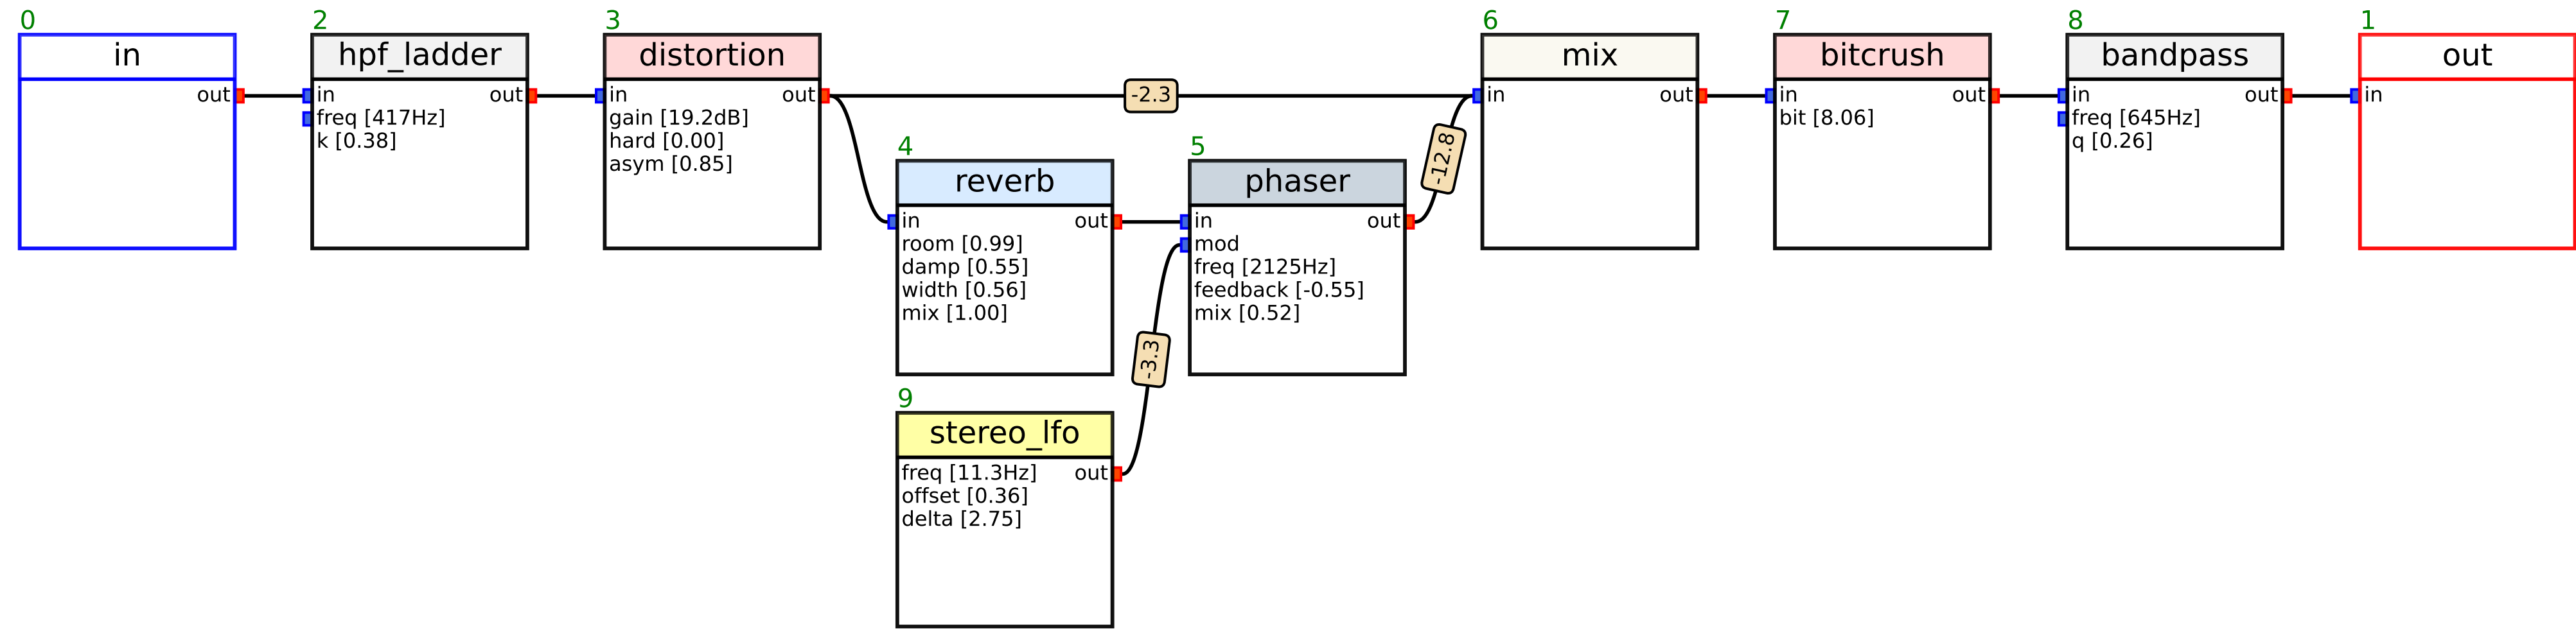 0
in
out
2
hpf_ladder
in
out
freq [417Hz]
k [0.38]
3
distortion
in
out
gain [19.2dB]
hard [0.00]
asym [0.85]
-2.3
4
reverb
in
out
room [0.99]
damp [0.55]
width [0.56]
mix [1.00]
5
phaser
in
out
mod
freq [2125Hz]
feedback [-0.55]
mix [0.52]
-12.8
-3.3
9
stereo_lfo
freq [11.3Hz]
out
offset [0.36]
delta [2.75]
6
mix
in
out
7
bitcrush
in
out
bit [8.06]
8
bandpass
in
out
freq [645Hz]
q [0.26]
1
out
in